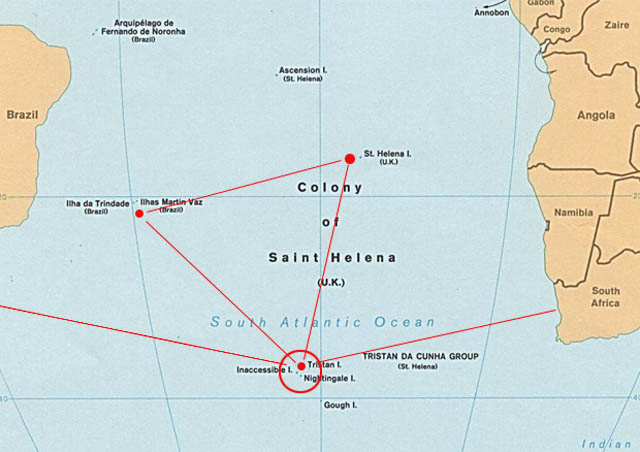 Gabon
Annobon
Congo
Zaire
Arquipélago de
Fernando de Noronha
(Brazil)
Ascension I.
(St. Helena)
Brazil
Angola
St. Helena I.
(U.K.)
Colony
of
Saint Helena
(U.K.)
20
Ilha da Trindade
(Brazil)
Ilhas Martin Vaz
(Brazil)
Namibia
South
Africa
South Atlantic Ocean
TRISTAN DA CUNHA GROUP
(St. Helena)
Tristan I.
Inaccessible I.
Nightingale I.
Gough I.
40
Indian